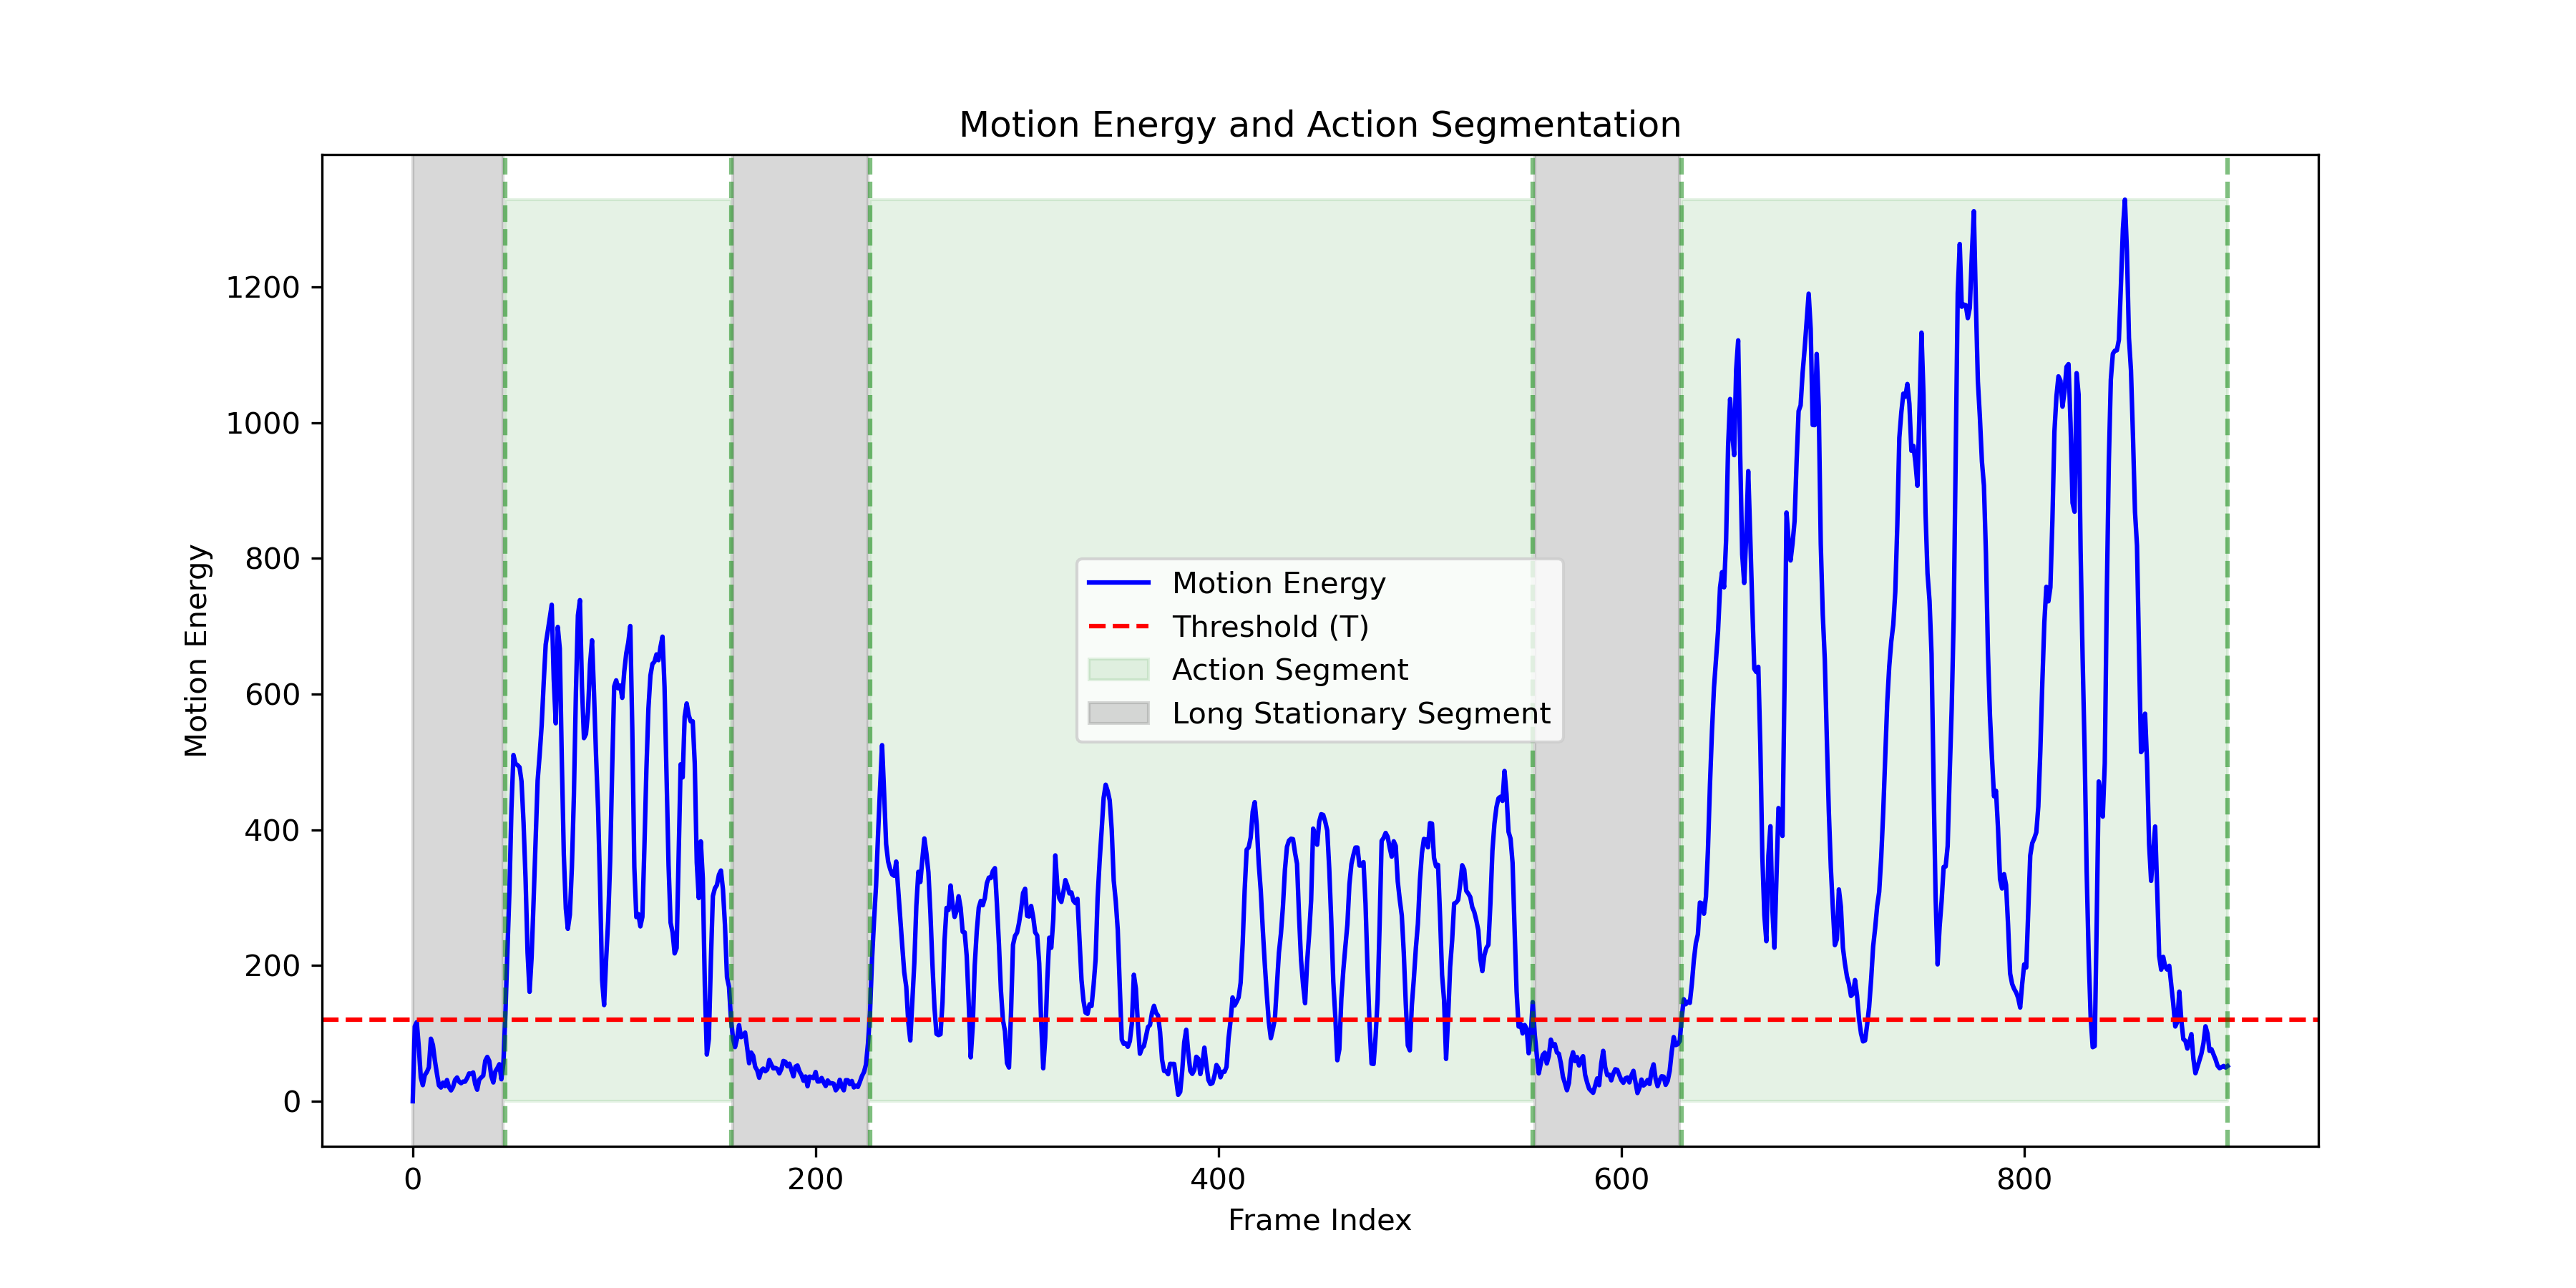 Motion Energy and Action Segmentation
Motion Energy
1200
1000
800
600
400
200
0
Motion Energy
Threshold (T)
Action Segment
Long Stationary Segment
0 200 400 600 800
Frame Index